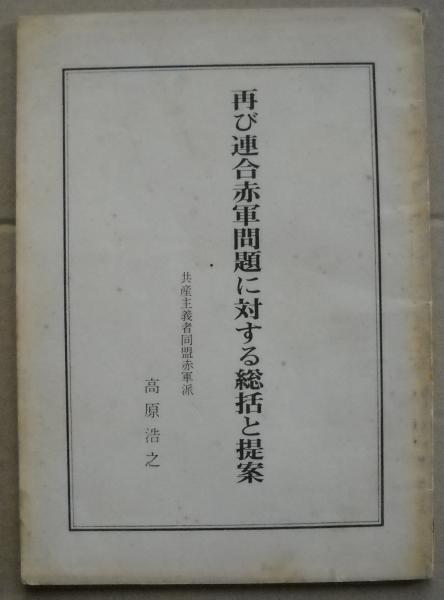 再び連合赤軍問題に対する総括と提案
共産主義者同盟赤軍派
高原浩之